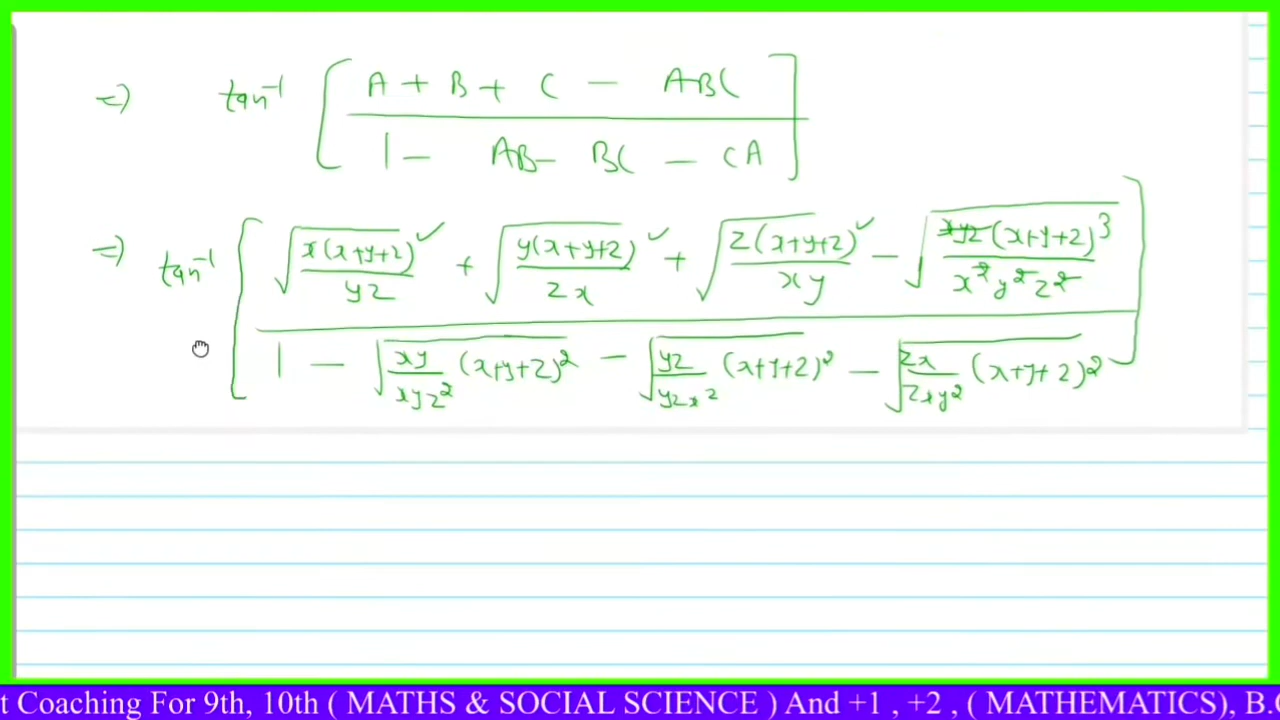 =) tan⁻¹ [ (A + B + C - ABC) / (1 - AB - BC - CA) ]
=) tan⁻¹ [ ( √(x(x+y+z)/yz) ✓ + √(y(x+y+z)/zx) ✓ + √(z(x+y+z)/xy) ✓ - √(xyz(x+y+z)³/x²y²z²) ) / ( 1 - √(xy/xyz² (x+y+z)²) - √(yz/yzx² (x+y+z)²) - √(zx/zxy² (x+y+z)²) ) ]
t Coaching For 9th, 10th ( MATHS & SOCIAL SCIENCE ) And +1 , +2 , ( MATHEMATICS), B.C